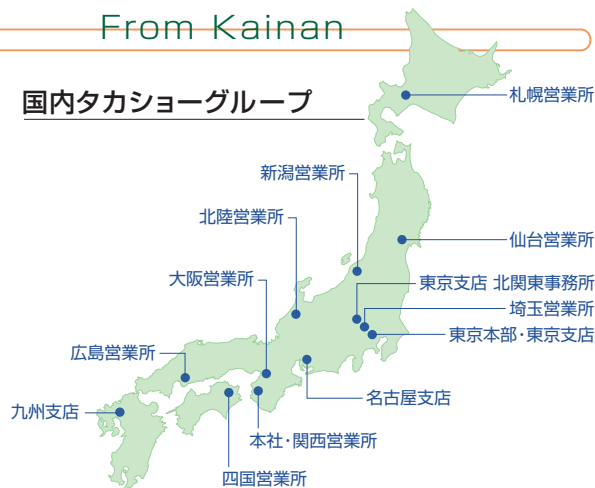 From Kainan
国内タカショーグループ
札幌営業所
新潟営業所
北陸営業所
仙台営業所
大阪営業所
東京支店 北関東事務所
埼玉営業所
東京本部・東京支店
広島営業所
名古屋支店
九州支店
本社・関西営業所
四国営業所